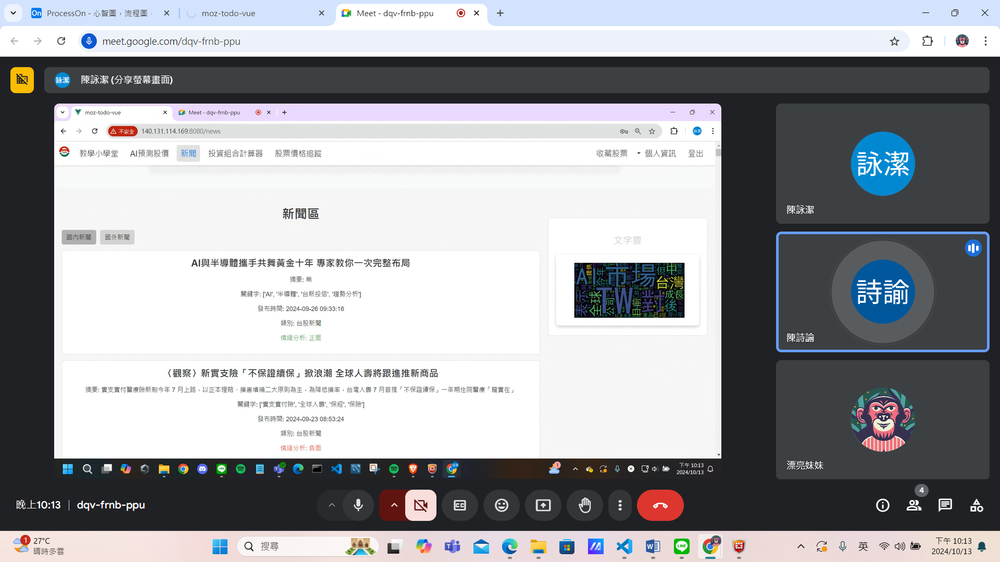 ProcessOn - 心智圖，流程圖，
moz-todo-vue
Meet - dqv-frnb-ppu
meet.google.com/dqv-frnb-ppu
詠潔
陳詠潔 (分享螢幕畫面)
moz-todo-vue
Meet - dqv-frnb-ppu
不安全
140.131.114.169:8080/news
教學小學堂
AI預測股價
新聞
投資組合計算器
股票價格追蹤
收藏股票
個人資訊
登出
新聞區
國內新聞
國外新聞
AI與半導體攜手共舞黃金十年 專家教你一次完整布局
摘要: 無
關鍵字: ['AI', '半導體', '台新投信', '趨勢分析']
發布時間: 2024-09-26 09:33:16
類別: 台股新聞
情緒分析: 正面
〈觀察〉新實支險「不保證續保」掀浪潮 全球人壽將跟進推新商品
摘要: 實支實付醫療險新制今年 7 月上路，以正本理賠、損害填補二大原則為主，為降低損率，台灣人壽 7 月首推「不保證續保」一年期住院醫療「龍實在」
關鍵字: ['實支實付險', '全球人壽', '保經', '保險']
發布時間: 2024-09-23 08:53:24
類別: 台股新聞
情緒分析: 負面
文字雲
AI
市場
但
中
提供
今年
台灣
表示
全球
TW
對
成長
公司
目前
後
下午 10:13
2024/10/13
詠潔
陳詠潔
詩諭
陳詩諭
漂亮妹妹
晚上10:13
dqv-frnb-ppu
4
1
27°C
晴時多雲
搜尋
英
下午 10:13
2024/10/13